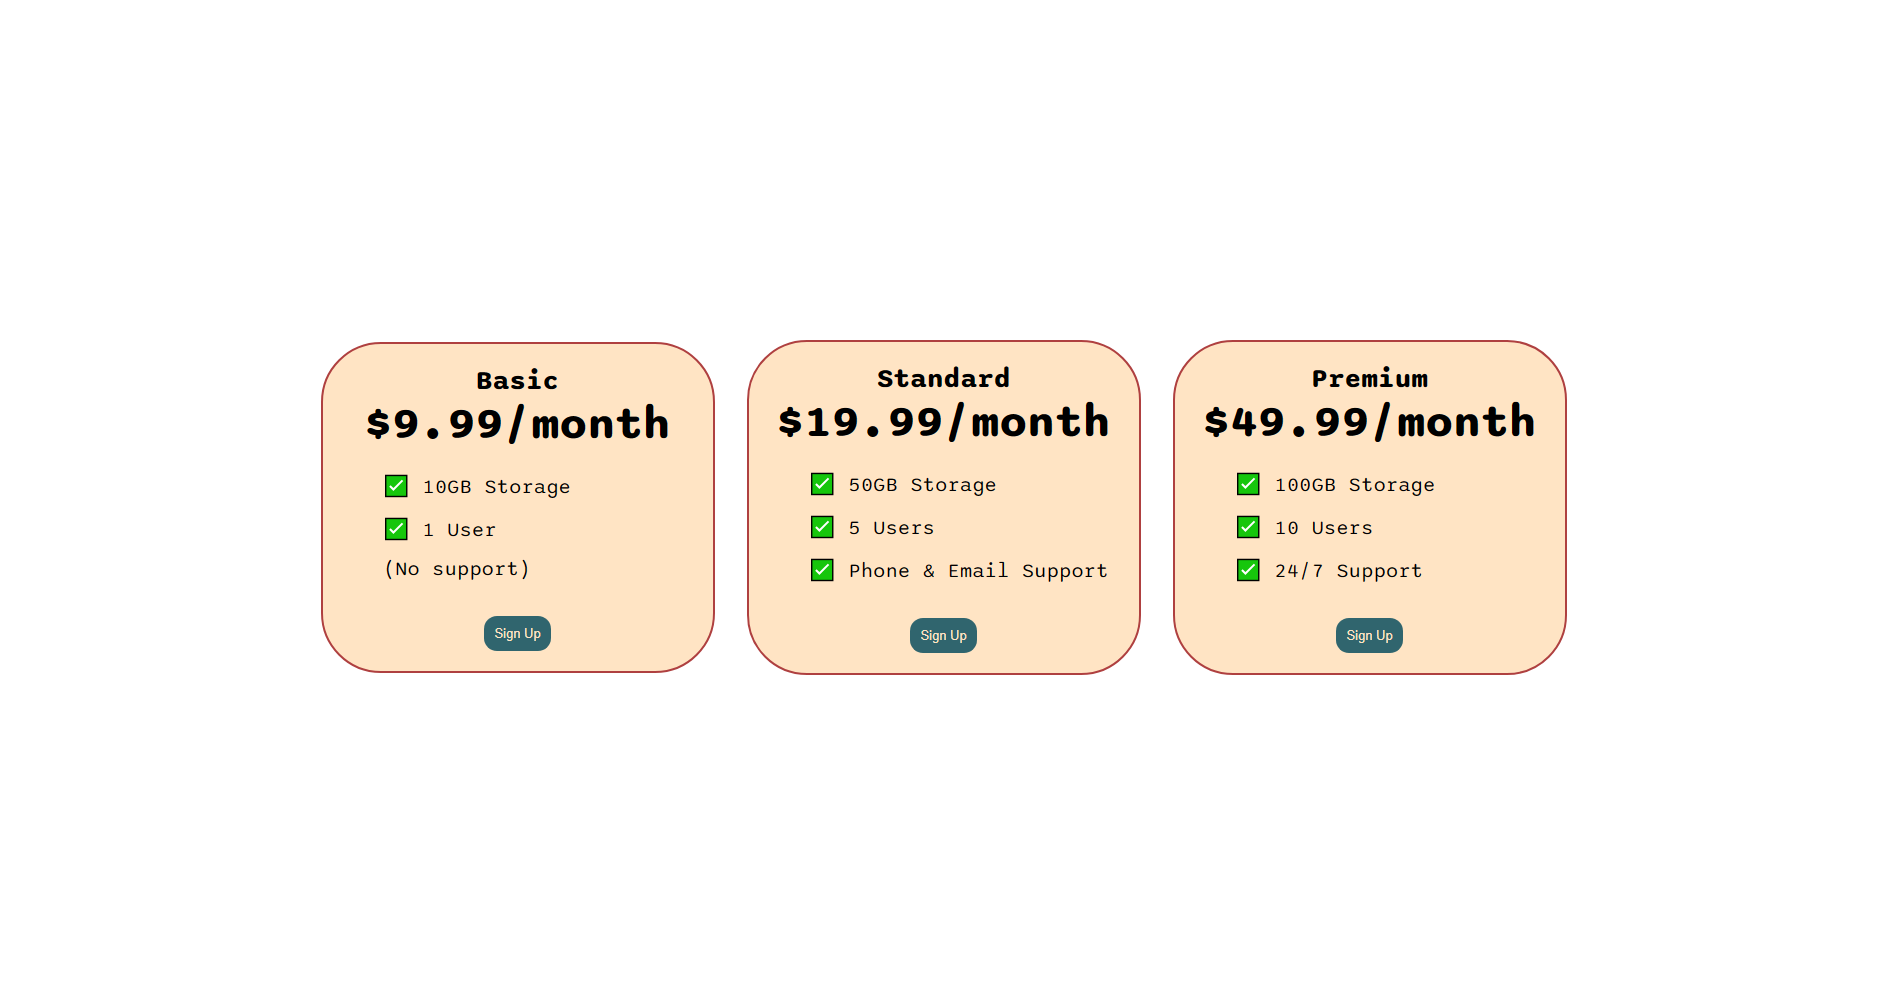 Basic
$9.99/month
10GB Storage
1 User
(No support)
Sign Up
Standard
$19.99/month
50GB Storage
5 Users
Phone & Email Support
Sign Up
Premium
$49.99/month
100GB Storage
10 Users
24/7 Support
Sign Up